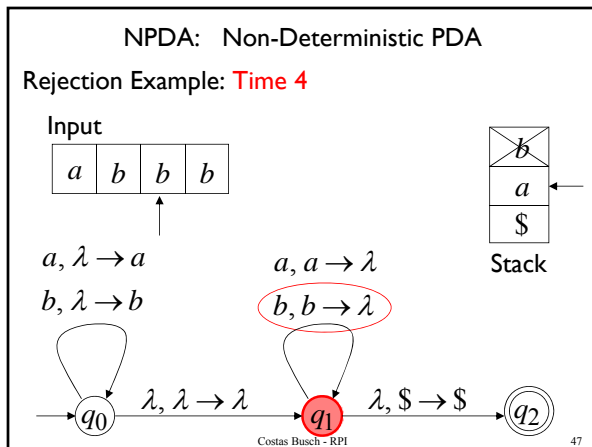 NPDA: Non-Deterministic PDA
Rejection Example: Time 4
Input
a b b b
b
a
$
Stack
a, λ → a
b, λ → b
a, a → λ
b, b → λ
q0 λ, λ → λ q1 λ, $ → $ q2
Costas Busch - RPI 47